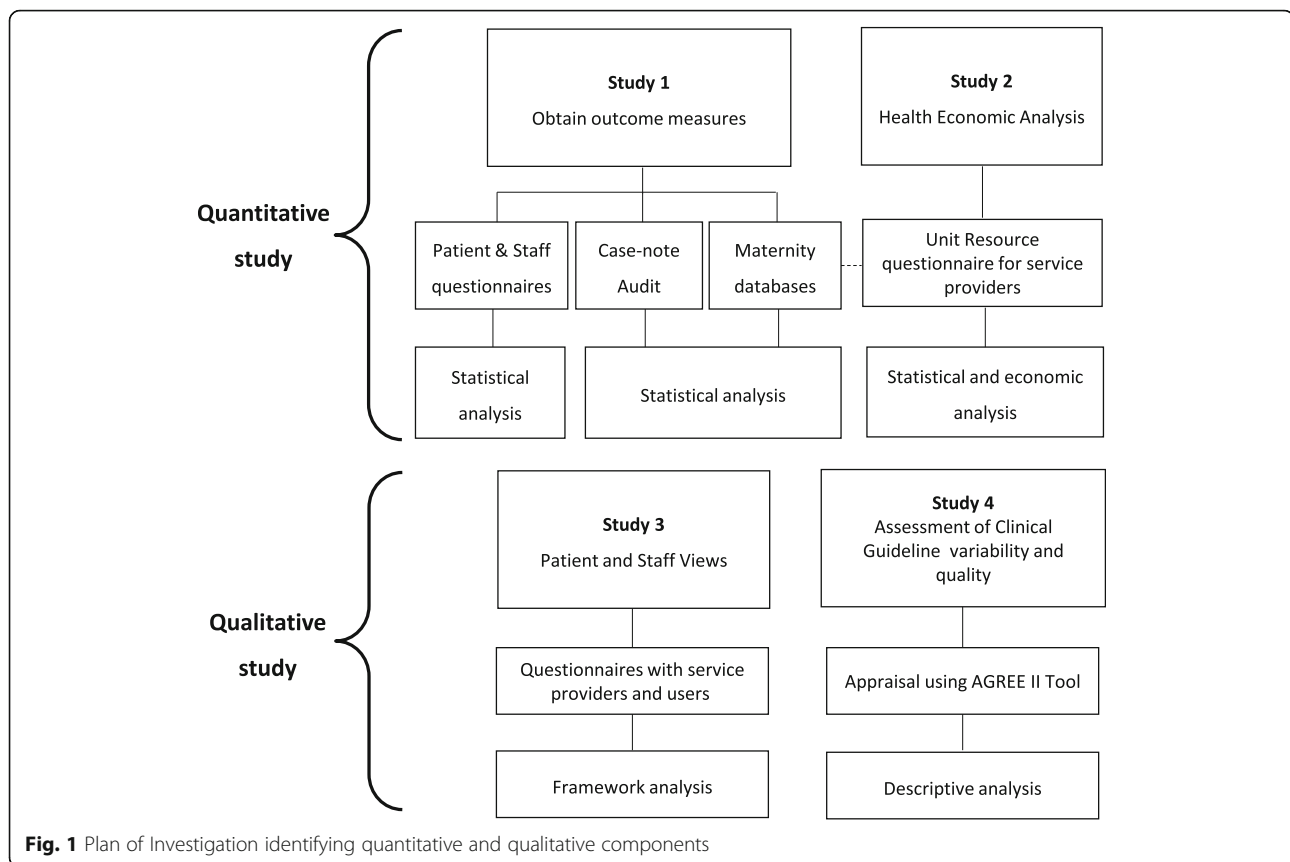 Quantitative
study
Study 1
Obtain outcome measures
Study 2
Health Economic Analysis
Patient & Staff
questionnaires
Case-note
Audit
Maternity
databases
Unit Resource
questionnaire for service
providers
Statistical
analysis
Statistical analysis
Statistical and economic
analysis
Qualitative
study
Study 3
Patient and Staff Views
Study 4
Assessment of Clinical
Guideline variability and
quality
Questionnaires with service
providers and users
Appraisal using AGREE II Tool
Framework analysis
Descriptive analysis
Fig. 1 Plan of Investigation identifying quantitative and qualitative components